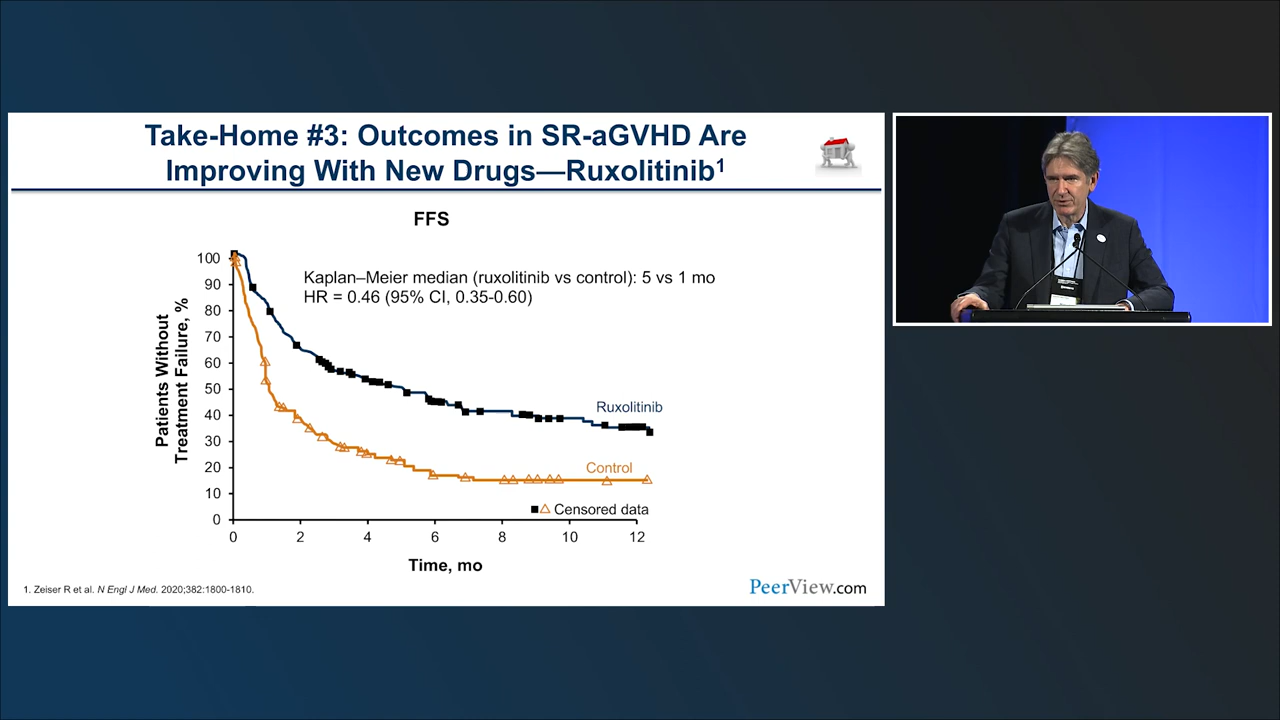 Take-Home #3: Outcomes in SR-aGVHD Are
Improving With New Drugs—Ruxolitinib1
FFS
Kaplan–Meier median (ruxolitinib vs control): 5 vs 1 mo
HR = 0.46 (95% CI, 0.35-0.60)
Patients Without
Treatment Failure, %
100
90
80
70
60
50
40
30
20
10
0
Ruxolitinib
Control
Censored data
0 2 4 6 8 10 12
Time, mo
1. Zeiser R et al. N Engl J Med. 2020;382:1800-1810.
PeerView.com